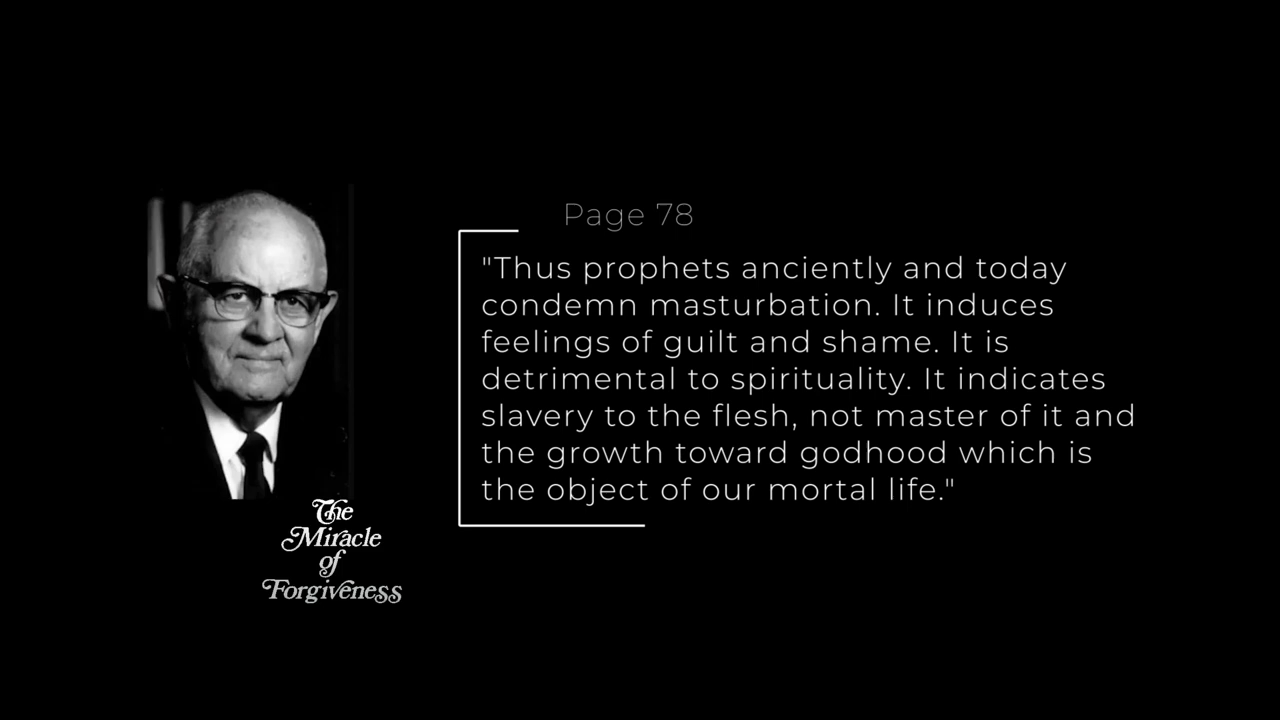 Page 78
"Thus prophets anciently and today
condemn masturbation. It induces
feelings of guilt and shame. It is
detrimental to spirituality. It indicates
slavery to the flesh, not master of it and
the growth toward godhood which is
the object of our mortal life."
The
Miracle
of
Forgiveness